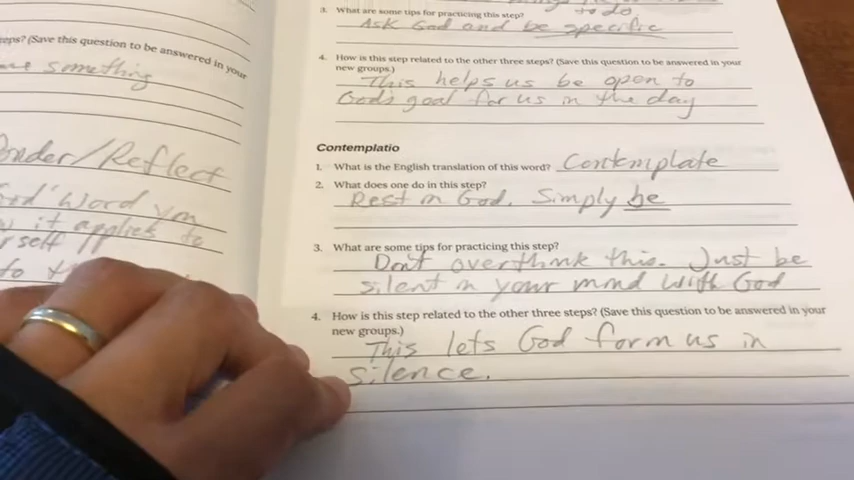 eps? (Save this question to be answered in your
me something
Ponder/Reflect
God' Word you
it applies to
self
to
to do
3. What are some tips for practicing this step?
Ask God and be specific
4. How is this step related to the other three steps? (Save this question to be answered in your
new groups.)
This helps us be open to
God's goal for us in the day
Contemplatio
1. What is the English translation of this word? Contemplate
2. What does one do in this step?
Rest in God. Simply be
3. What are some tips for practicing this step?
Don't overthink this. Just be
silent in your mind with God
4. How is this step related to the other three steps? (Save this question to be answered in your
new groups.)
This lets God form us in
silence.